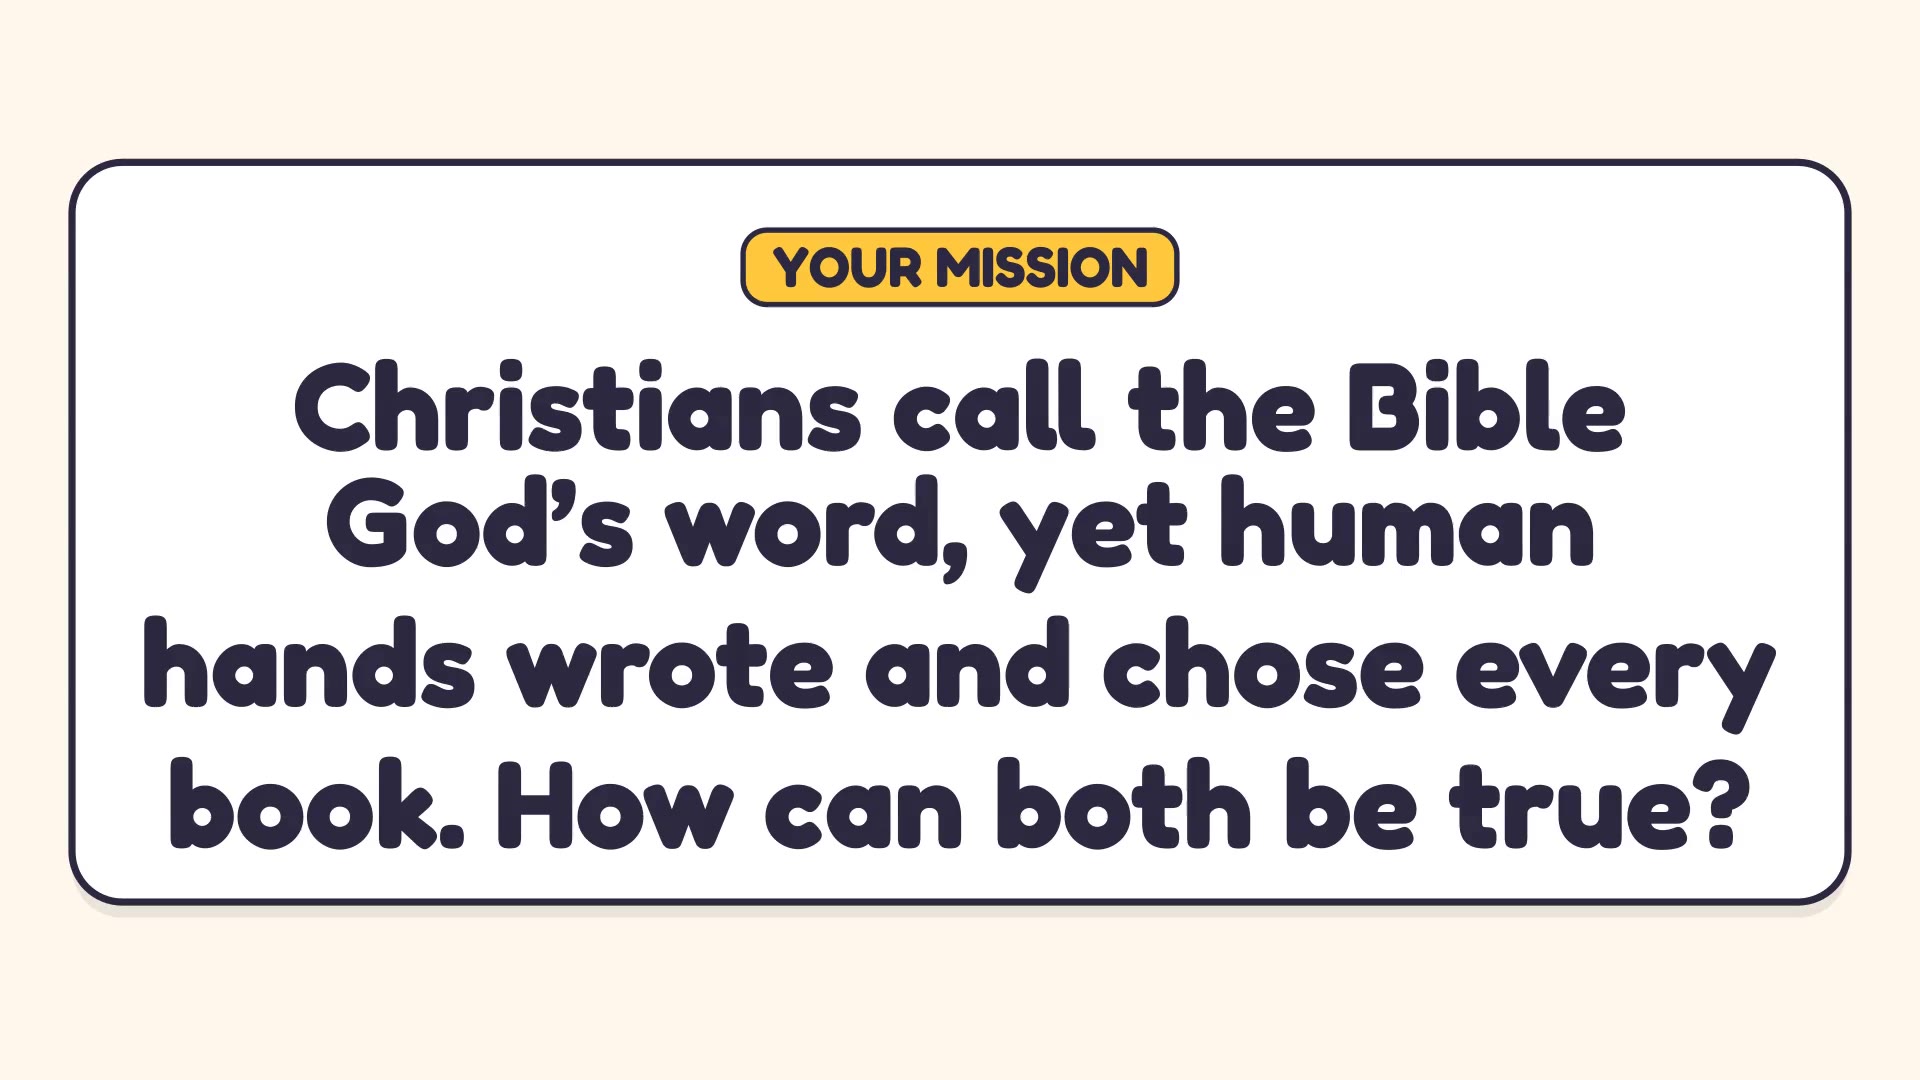 YOUR MISSION
Christians call the Bible
God’s word, yet human
hands wrote and chose every
book. How can both be true?